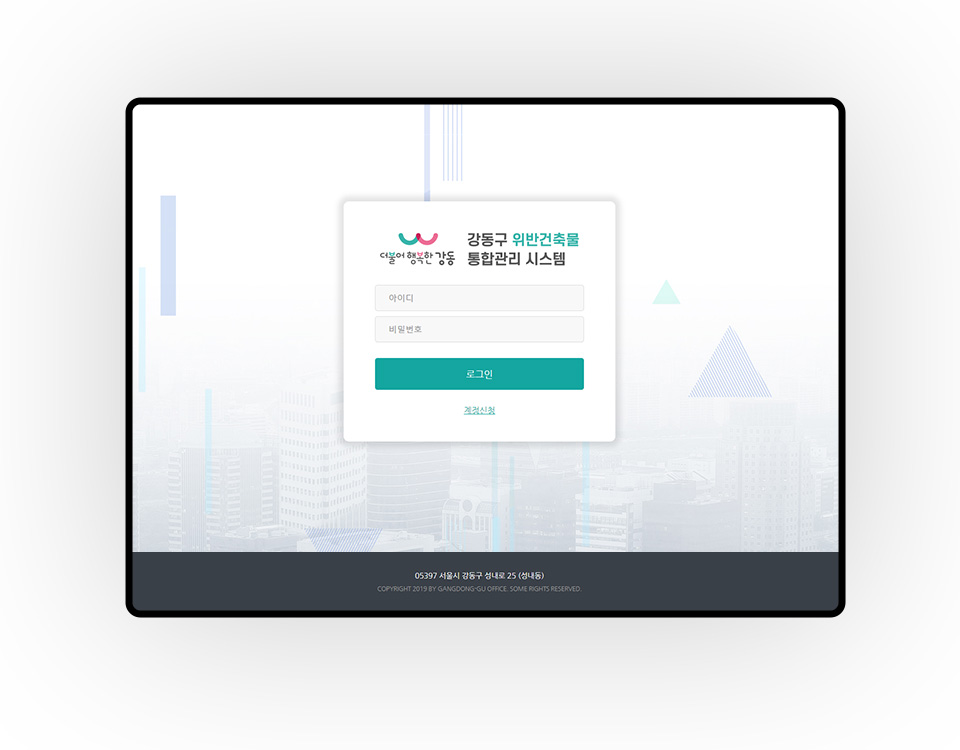 더불어 행복한 강동
강동구 위반건축물
통합관리 시스템
아이디
비밀번호
로그인
계정신청
05397 서울시 강동구 성내로 25 (성내동)
COPYRIGHT 2019 BY GANGDONG-GU OFFICE. SOME RIGHTS RESERVED.